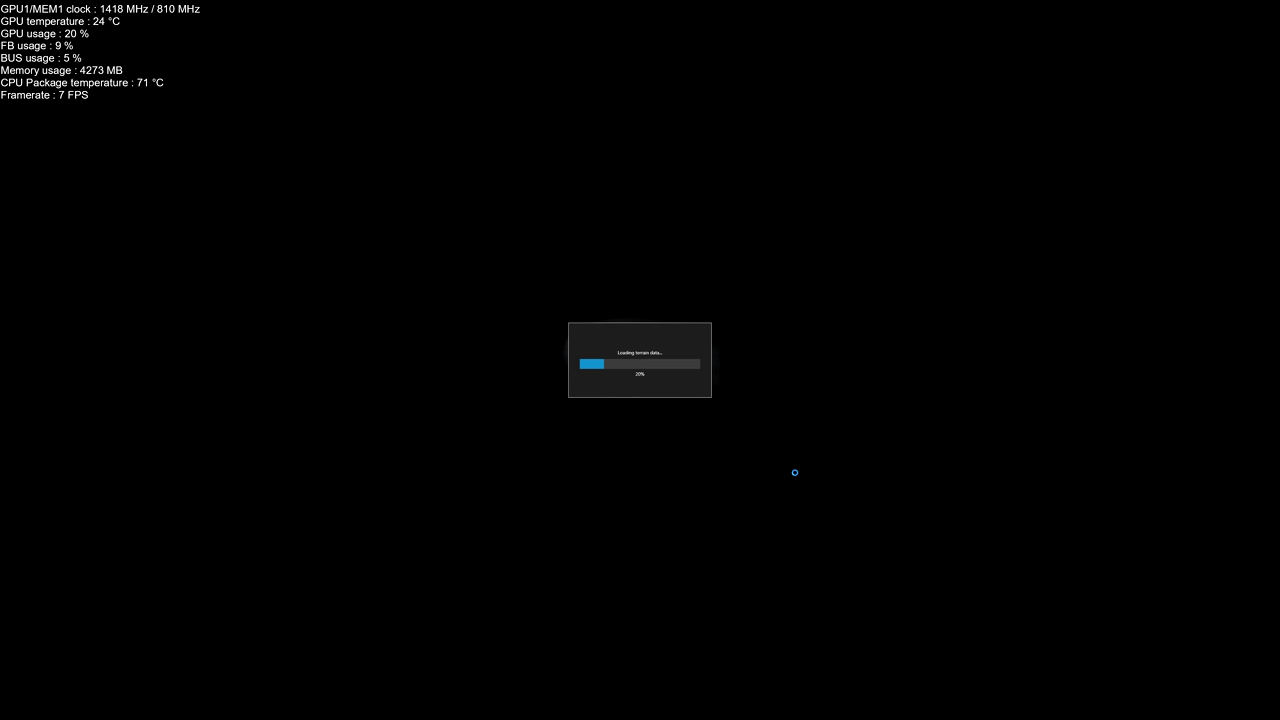 GPU1/MEM1 clock : 1418 MHz / 810 MHz
GPU temperature : 24 °C
GPU usage : 20 %
FB usage : 9 %
BUS usage : 5 %
Memory usage : 4273 MB
CPU Package temperature : 71 °C
Framerate : 7 FPS
Loading terrain data...
20%